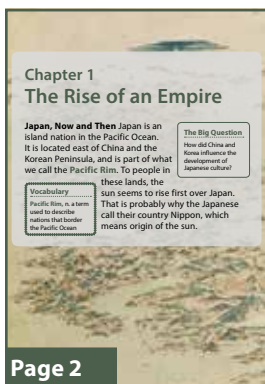 Chapter 1
The Rise of an Empire
Japan, Now and Then Japan is an
island nation in the Pacific Ocean.
It is located east of China and the
Korean Peninsula, and is part of what
we call the Pacific Rim. To people in
these lands, the
sun seems to rise first over Japan.
That is probably why the Japanese
call their country Nippon, which
means origin of the sun.
The Big Question
How did China and
Korea influence the
development of
Japanese culture?
Vocabulary
Pacific Rim, n. a term
used to describe
nations that border
the Pacific Ocean
Page 2